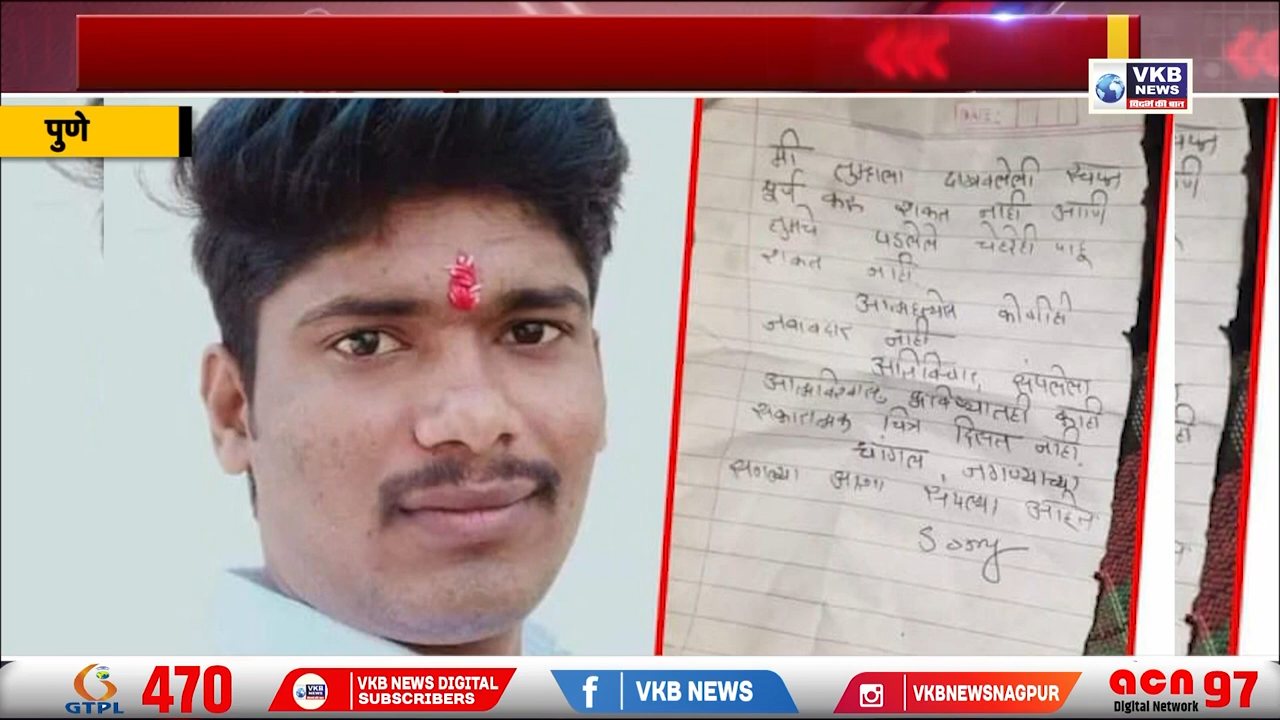 VKB
NEWS
विदर्भ की बात
पुणे
DATE:
मी तुम्हाला दाखवलेली स्वप्न
पूर्ण करू शकत नाही आणि
तुमचे पडलेले चेहरेही पाहू
शकत नाही.
आत्महत्येस कोणीही
जबाबदार नाही
अतिविचार, संपलेला
आत्मविश्वास, भविष्यातही काही
सकारात्मक चित्र दिसत नाही.
चांगल जगण्याच्या
सगळ्या आशा संपल्या आहेत
Sorry
GTPL
470
VKB NEWS DIGITAL
SUBSCRIBERS
VKB NEWS
VKBNEWSNAGPUR
acn 97
Digital Network